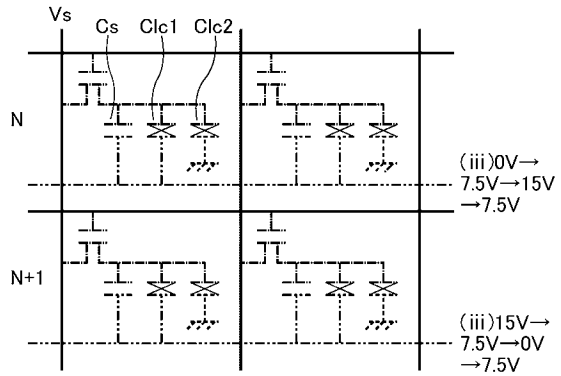 Vs
Cs Clc1 Clc2
N
(iii)0V→
7.5V→15V
→7.5V
N+1
(iii)15V→
7.5V→0V
→7.5V